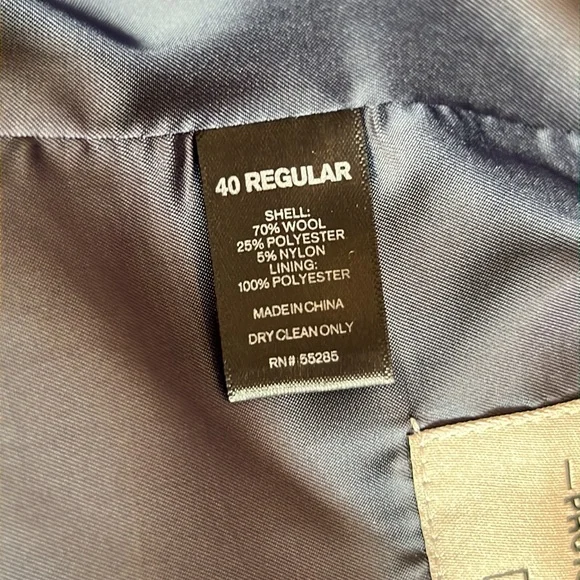 40 REGULAR
SHELL:
70% WOOL
25% POLYESTER
5% NYLON
LINING:
100% POLYESTER
MADE IN CHINA
DRY CLEAN ONLY
RN# 55285